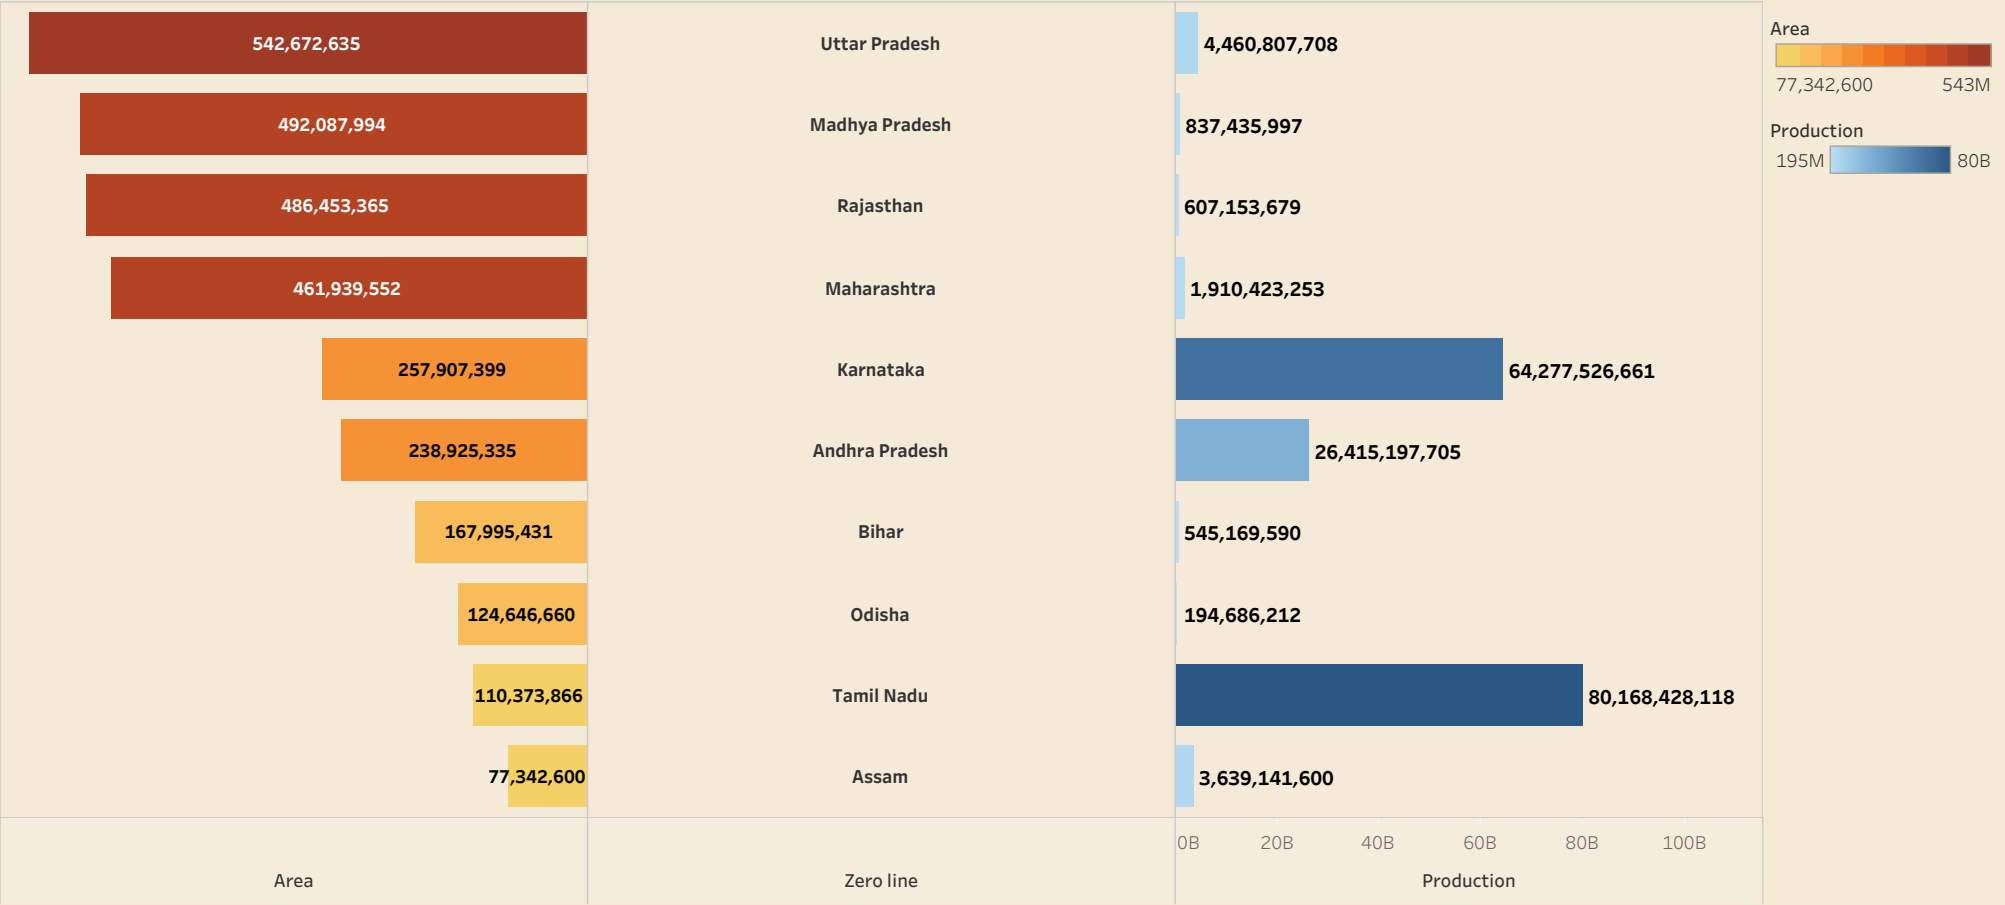 542,672,635 Uttar Pradesh 4,460,807,708
492,087,994 Madhya Pradesh 837,435,997
486,453,365 Rajasthan 607,153,679
461,939,552 Maharashtra 1,910,423,253
257,907,399 Karnataka 64,277,526,661
238,925,335 Andhra Pradesh 26,415,197,705
167,995,431 Bihar 545,169,590
124,646,660 Odisha 194,686,212
110,373,866 Tamil Nadu 80,168,428,118
77,342,600 Assam 3,639,141,600
0B 20B 40B 60B 80B 100B
Area Zero line Production
Area
77,342,600 543M
Production
195M 80B